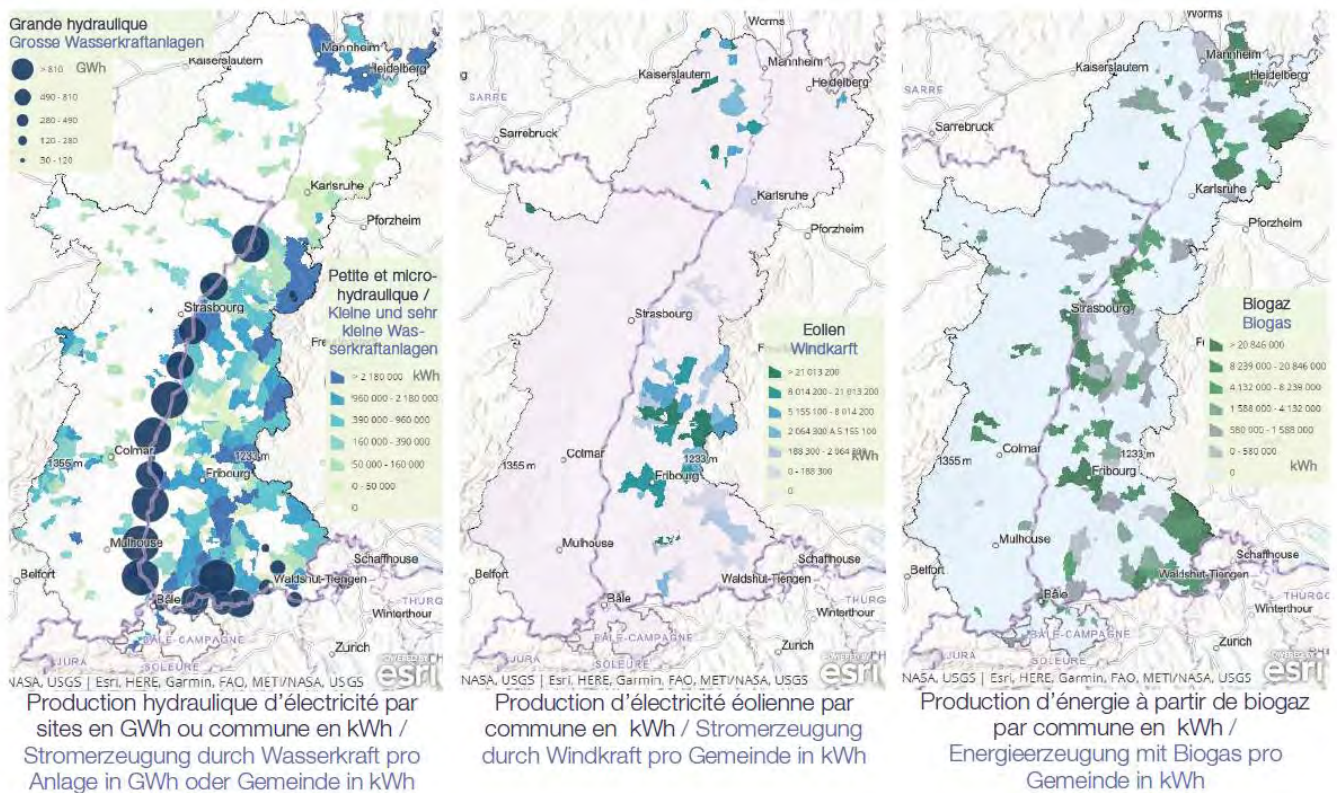 Grande hydraulique
Grosse Wasserkraftanlagen
> 810 GWh
490 - 810
280 - 490
120 - 280
30 - 120
Worms
Mannheim
Kaiserslautern
Heidelberg
Karlsruhe
Pforzheim
Petite et micro-
hydraulique /
Kleine und sehr
kleine Was-
serkraftanlagen
> 2 180 000 kWh
960 000 - 2 180 000
390 000 - 960 000
160 000 - 390 000
50 000 - 160 000
0 - 50 000
0
Sarrebruck
Strasbourg
1355 m
Colmar
1233 m
Fribourg
Mulhouse
Belfort
Schaffhouse
Waldshut-Tiengen
Bâle
THURG
Winterthour
BÂLE-CAMPAGNE
Zurich
JURA
SOLEURE
POWERED BY
esri
NASA, USGS | Esri, HERE, Garmin, FAO, METI/NASA, USGS
Production hydraulique d'électricité par
sites en GWh ou commune en kWh /
Stromerzeugung durch Wasserkraft pro
Anlage in GWh oder Gemeinde in kWh
Worms
Mannheim
Kaiserslautern
Heidelberg
SARRE
Sarrebruck
Karlsruhe
Pforzheim
Strasbourg
Eolien
Windkarft
> 21 013 200
8 014 200 - 21 013 200
5 155 100 - 8 014 200
2 064 300 A 5 155 100
188 300 - 2 064
kWh
0 - 188 300
0
1355 m
Colmar
1233 m
Fribourg
Mulhouse
Belfort
Schaffhouse
Waldshut-Tiengen
Bâle
THURG
Winterthour
BÂLE-CAMPAGNE
Zurich
JURA
SOLEURE
POWERED BY
esri
NASA, USGS | Esri, HERE, Garmin, FAO, METI/NASA, USGS
Production d'électricité éolienne par
commune en kWh / Stromerzeugung
durch Windkraft pro Gemeinde in kWh
Worms
Mannheim
Kaiserslautern
Heidelberg
SARRE
Sarrebruck
Karlsruhe
Pforzheim
Strasbourg
Biogaz
Biogas
> 20 846 000
8 239 000 - 20 846 000
4 132 000 - 8 239 000
1 588 000 - 4 132 000
580 000 - 1 588 000
0 - 580 000
0
kWh
1355 m
Colmar
1233 m
Fribourg
Mulhouse
Belfort
Schaffhouse
Waldshut-Tiengen
Bâle
THURGO
Winterthour
BÂLE-CAMPAGNE
Zurich
JURA
SOLEURE
POWERED BY
esri
NASA, USGS | Esri, HERE, Garmin, FAO, METI/NASA, USGS
Production d'énergie à partir de biogaz
par commune en kWh /
Energieerzeugung mit Biogas pro
Gemeinde in kWh